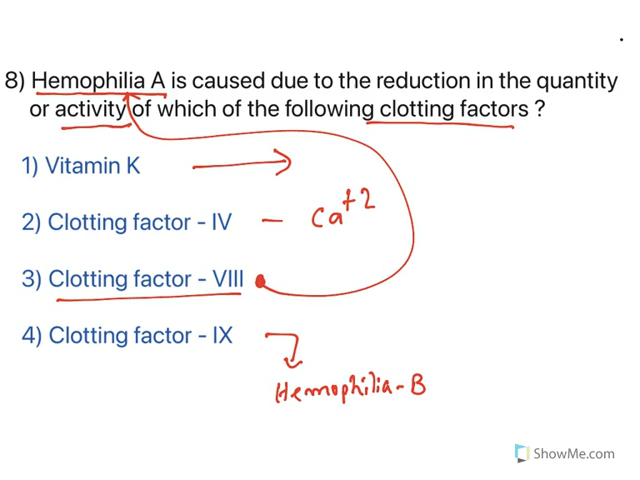 8) Hemophilia A is caused due to the reduction in the quantity
or activity of which of the following clotting factors ?
1) Vitamin K
2) Clotting factor - IV – Ca+2
3) Clotting factor - VIII
4) Clotting factor - IX
Hemophilia - B
ShowMe.com